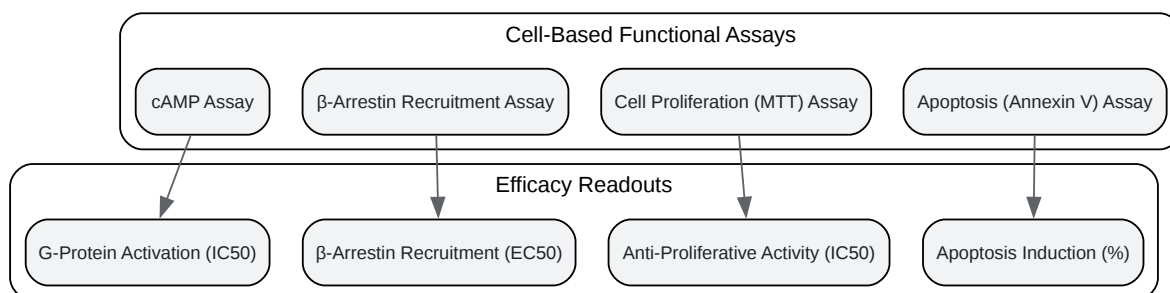 Cell-Based Functional Assays
cAMP Assay
β-Arrestin Recruitment Assay
Cell Proliferation (MTT) Assay
Apoptosis (Annexin V) Assay
Efficacy Readouts
G-Protein Activation (IC50)
β-Arrestin Recruitment (EC50)
Anti-Proliferative Activity (IC50)
Apoptosis Induction (%)